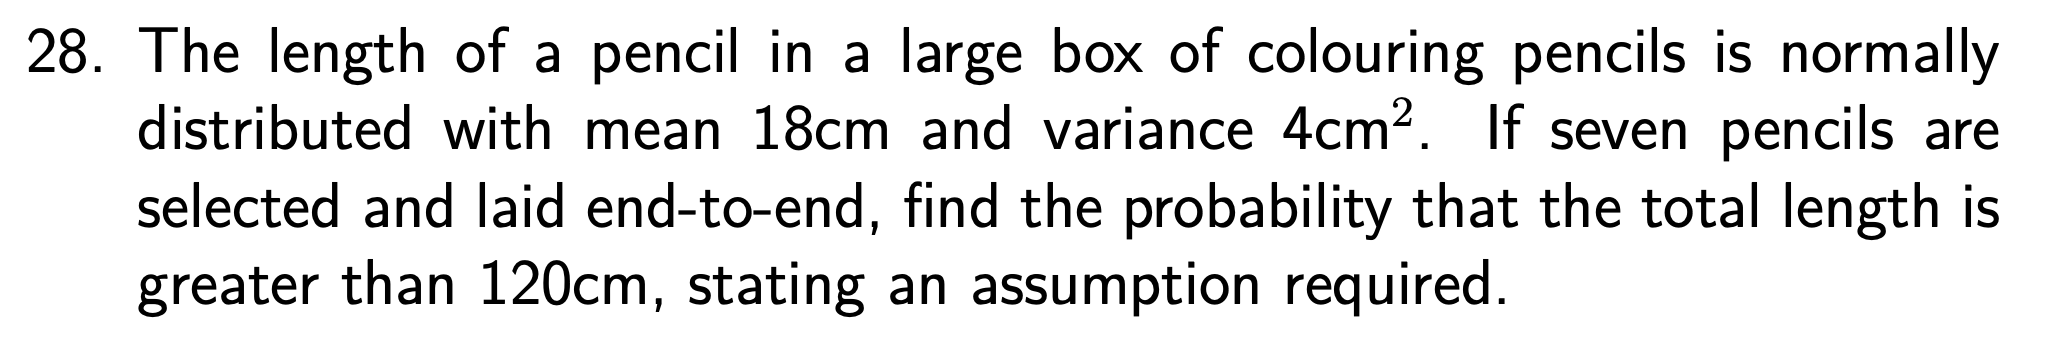 28. The length of a pencil in a large box of colouring pencils is normally
distributed with mean 18cm and variance 4cm². If seven pencils are
selected and laid end-to-end, find the probability that the total length is
greater than 120cm, stating an assumption required.